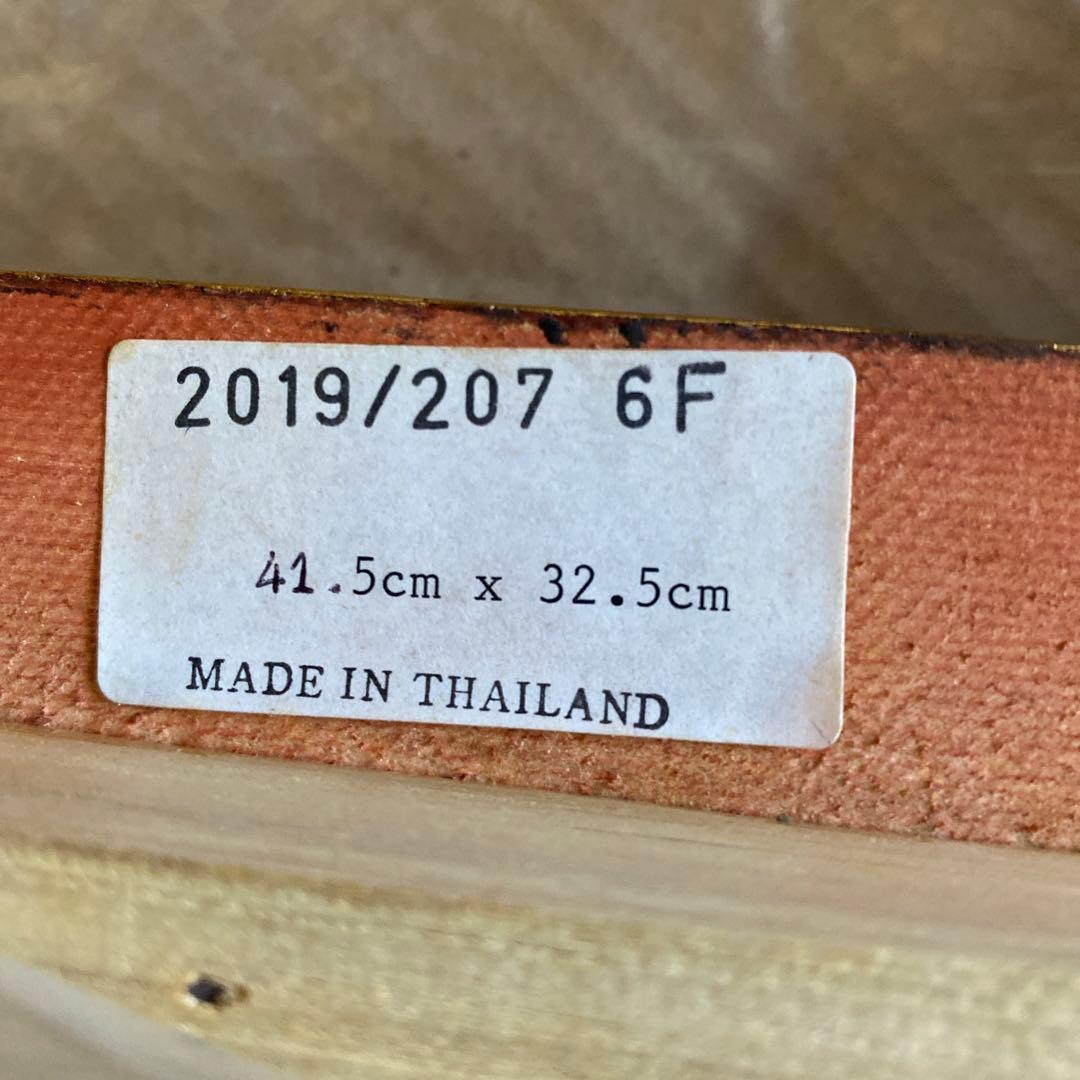 2019/207 6F
41.5cm x 32.5cm
MADE IN THAILAND